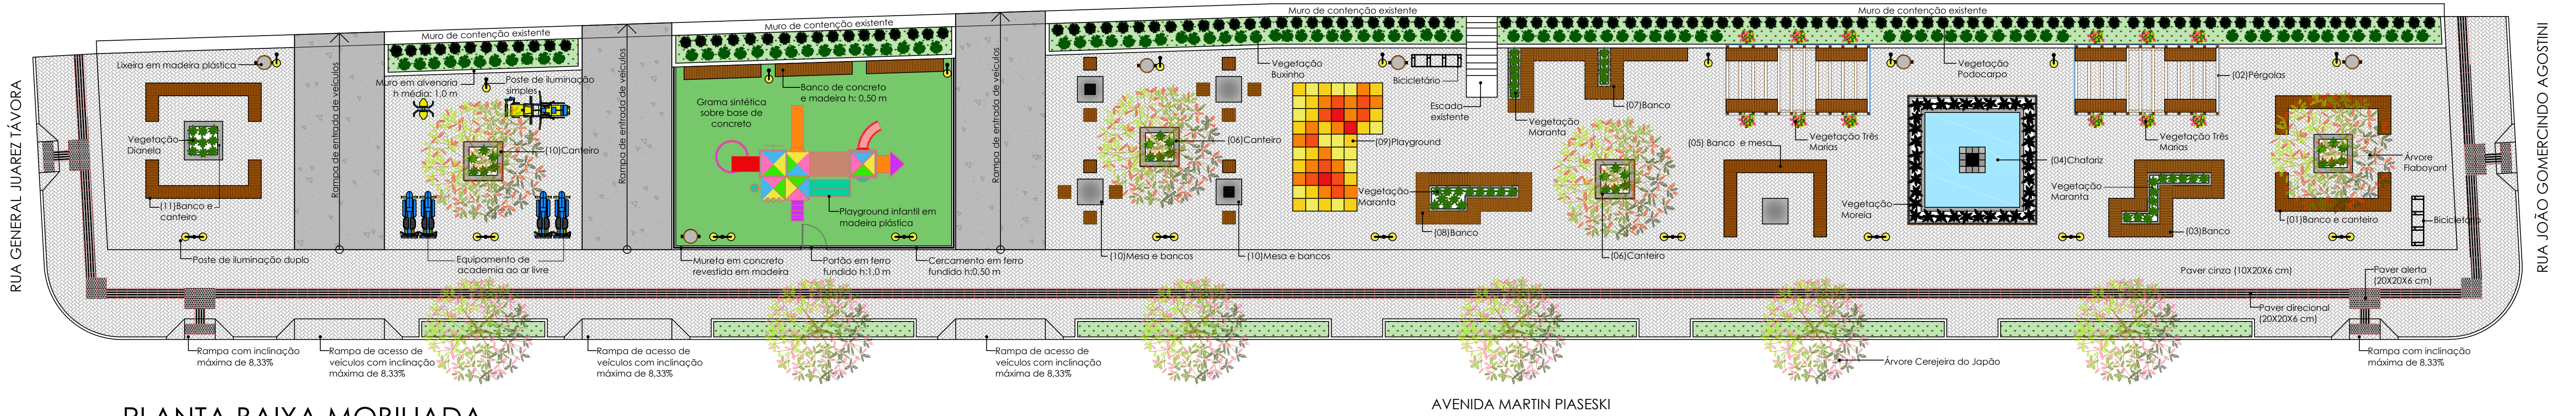 Muro de contenção existente
Muro de contenção existente
Muro de contenção existente
Muro de contenção existente
RUA GENERAL JUAREZ TÁVORA
Lixeira em madeira plástica
Vegetação
Dianela
(11)Banco e
canteiro
Poste de iluminação duplo
Rampa de entrada de veículos
Muro em alvenaria
h média: 1.0 m
Poste de iluminação
simples
(10)Canteiro
Equipamento de
academia ao ar livre
Rampa de entrada de veículos
Grama sintética
sobre base de
concreto
Banco de concreto
e madeira h: 0,50 m
Playground infantil em
madeira plástica
Mureta em concreto
revestida em madeira
Portão em ferro
fundido h:1.0 m
Cercamento em ferro
fundido h:0,50 m
Rampa de entrada de veículos
Vegetação
Buxinho
(06)Canteiro
(10)Mesa e bancos
(10)Mesa e bancos
Bicicletário
(09)Playground
Escada
existente
Vegetação
Maranta
(07)Banco
Vegetação
Maranta
(08)Banco
(06)Canteiro
(05) Banco e mesa
Vegetação Três
Marias
Vegetação
Podocarpo
Vegetação
Moreia
(04)Chafariz
(02)Pérgolas
Vegetação Três
Marias
Vegetação
Maranta
(03)Banco
Árvore
Flaboyant
(01)Banco e canteiro
Bicicletário
RUA JOÃO GOMERCINDO AGOSTINI
Paver cinza (10X20X6 cm)
Paver alerta
(20X20X6 cm)
Paver direcional
(20X20X6 cm)
Rampa com inclinação
máxima de 8,33%
Rampa de acesso de
veículos com inclinação
máxima de 8,33%
Rampa de acesso de
veículos com inclinação
máxima de 8,33%
Rampa de acesso de
veículos com inclinação
máxima de 8,33%
Árvore Cerejeira do Japão
Rampa com inclinação
máxima de 8,33%
AVENIDA MARTIN PIASESKI
PLANTA BAIXA MOBILIADA